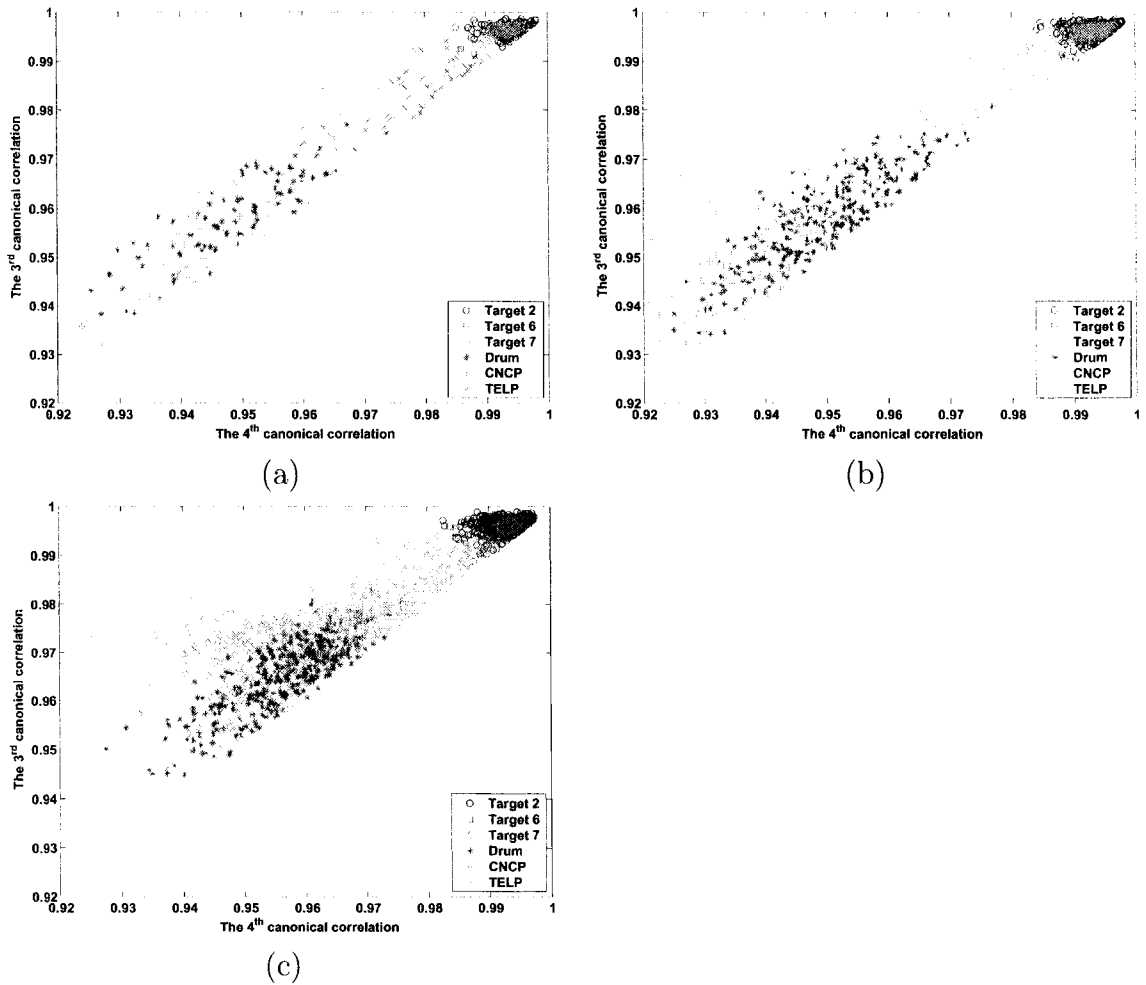 1
0.99
0.98
0.97
0.96
0.95
0.94
0.93
0.92
The 3rd canonical correlation
0.92 0.93 0.94 0.95 0.96 0.97 0.98 0.99 1
The 4th canonical correlation
Target 2
Target 6
Target 7
Drum
CNCP
TELP
(a)
1
0.99
0.98
0.97
0.96
0.95
0.94
0.93
0.92
The 3rd canonical correlation
0.92 0.93 0.94 0.95 0.96 0.97 0.98 0.99 1
The 4th canonical correlation
Target 2
Target 6
Target 7
Drum
CNCP
TELP
(b)
1
0.99
0.98
0.97
0.96
0.95
0.94
0.93
0.92
The 3rd canonical correlation
0.92 0.93 0.94 0.95 0.96 0.97 0.98 0.99 1
The 4th canonical correlation
Target 2
Target 6
Target 7
Drum
CNCP
TELP
(c)